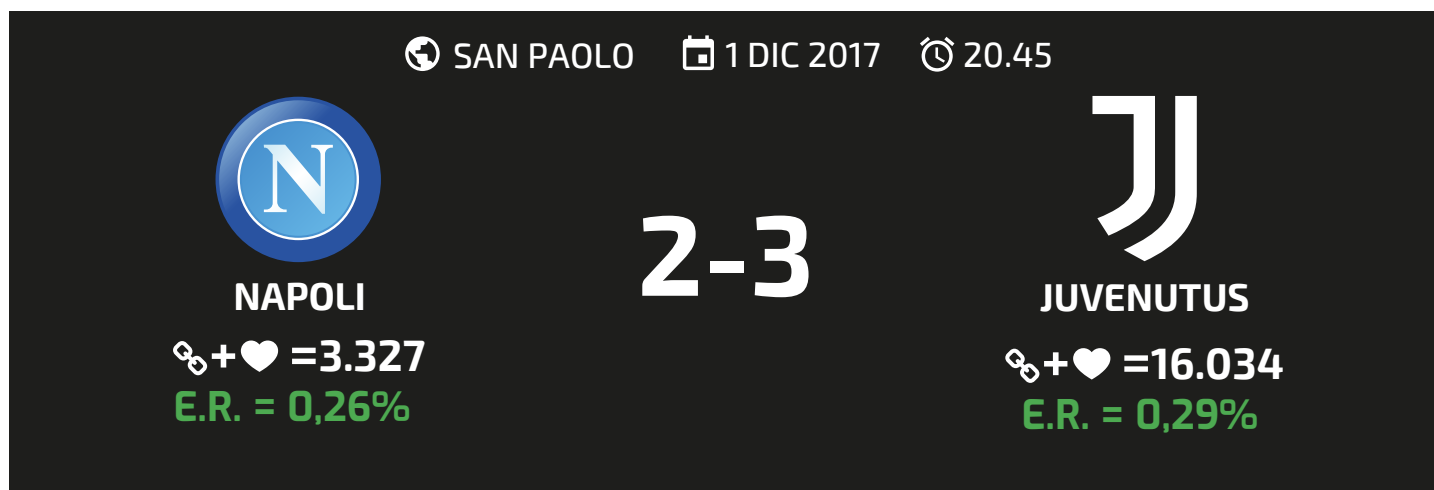 SAN PAOLO 1 DIC 2017 20.45
N
NAPOLI
2-3
JUVENUTUS
+ =3.327
E.R. = 0,26%
+ =16.034
E.R. = 0,29%